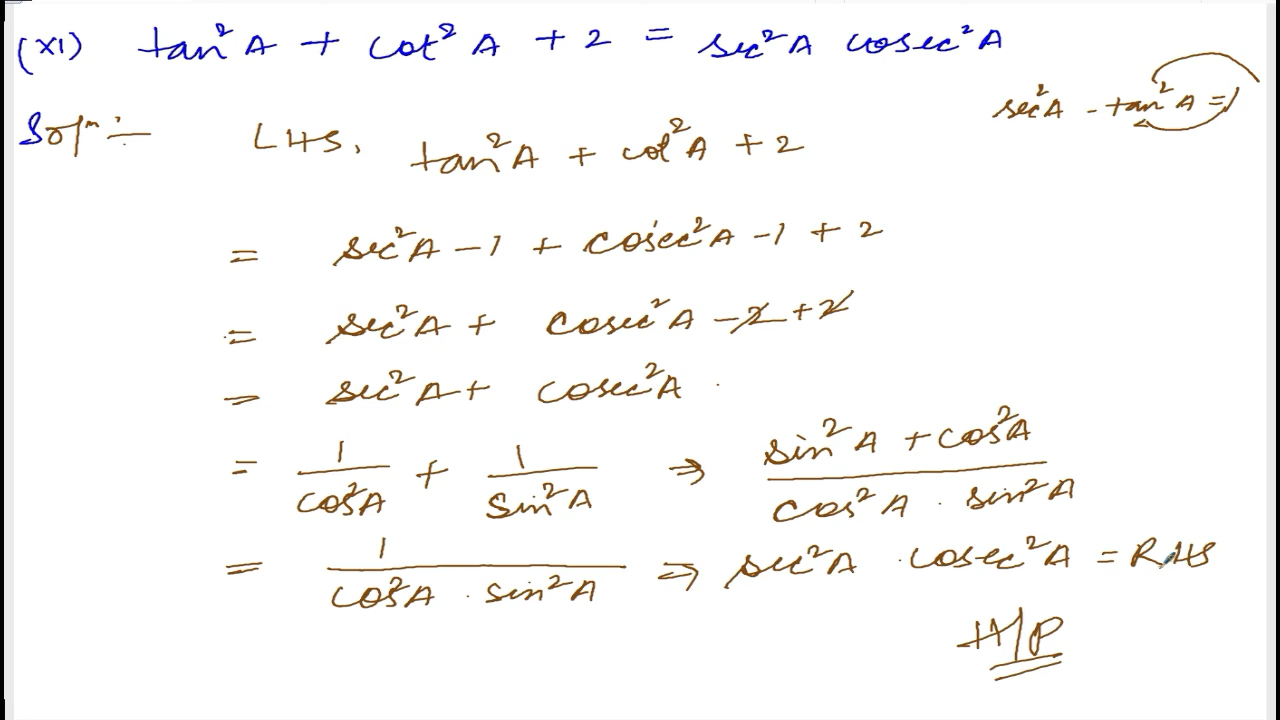 (XI) tan²A + cot²A + 2 = sec²A cosec²A
sec²A - tan²A = 1
Solⁿ :- LHS, tan²A + cot²A + 2
= sec²A - 1 + cosec²A - 1 + 2
= sec²A + cosec²A - 2 + 2
= sec²A + cosec²A
= 1/cos²A + 1/sin²A ⇒ (sin²A + cos²A)/(cos²A . sin²A)
= 1/(cos²A . sin²A) ⇒ sec²A . cosec²A = RHS
H/P